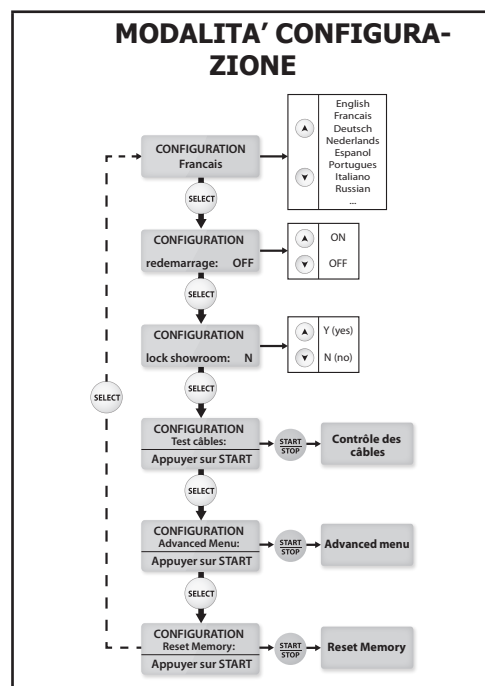 MODALITA’ CONFIGURA-
ZIONE
CONFIGURATION
Francais
English
Francais
Deutsch
Nederlands
Espanol
Portugues
Italiano
Russian
...
SELECT
CONFIGURATION
redemarrage: OFF
ON
OFF
SELECT
CONFIGURATION
lock showroom: N
Y (yes)
N (no)
SELECT
SELECT
CONFIGURATION
Test câbles:
Appuyer sur START
START
STOP
Contrôle des
câbles
SELECT
CONFIGURATION
Advanced Menu:
Appuyer sur START
START
STOP
Advanced menu
SELECT
CONFIGURATION
Reset Memory:
Appuyer sur START
START
STOP
Reset Memory